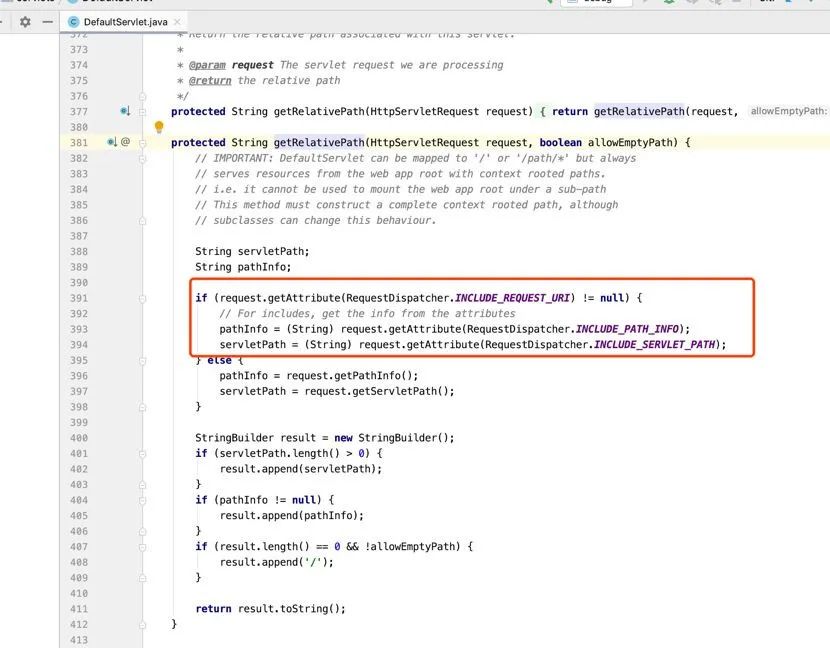 DefaultServlet.java
372 * Return the relative path associated with this servlet.
373 *
374 * @param request The servlet request we are processing
375 * @return the relative path
376 */
377 protected String getRelativePath(HttpServletRequest request) { return getRelativePath(request, allowEmptyPath:
380
381 @ protected String getRelativePath(HttpServletRequest request, boolean allowEmptyPath) {
382 // IMPORTANT: DefaultServlet can be mapped to '/' or '/path/*' but always
383 // serves resources from the web app root with context rooted paths.
384 // i.e. it cannot be used to mount the web app root under a sub-path
385 // This method must construct a complete context rooted path, although
386 // subclasses can change this behaviour.
387
388 String servletPath;
389 String pathInfo;
390
391 if (request.getAttribute(RequestDispatcher.INCLUDE_REQUEST_URI) != null) {
392 // For includes, get the info from the attributes
393 pathInfo = (String) request.getAttribute(RequestDispatcher.INCLUDE_PATH_INFO);
394 servletPath = (String) request.getAttribute(RequestDispatcher.INCLUDE_SERVLET_PATH);
395 } else {
396 pathInfo = request.getPathInfo();
397 servletPath = request.getServletPath();
398 }
399
400 StringBuilder result = new StringBuilder();
401 if (servletPath.length() > 0) {
402 result.append(servletPath);
403 }
404 if (pathInfo != null) {
405 result.append(pathInfo);
406 }
407 if (result.length() == 0 && !allowEmptyPath) {
408 result.append('/');
409 }
410
411 return result.toString();
412 }
413